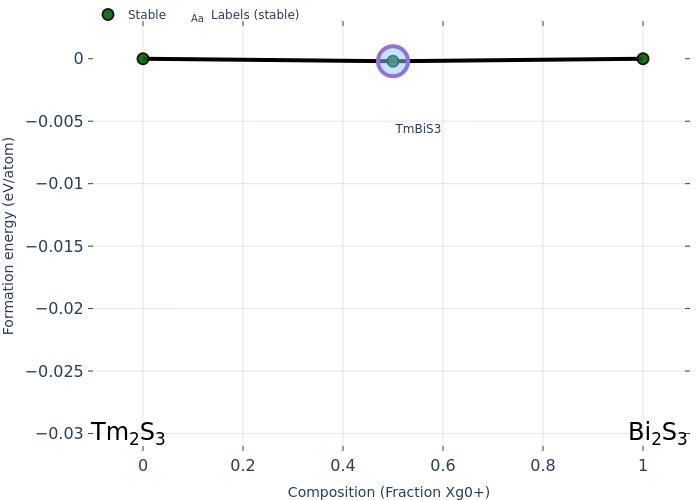 Stable
Aa Labels (stable)
0
−0.005
−0.01
−0.015
−0.02
−0.025
−0.03
Formation energy (eV/atom)
TmBiS3
Tm₂S₃
Bi₂S₃
0
0.2
0.4
0.6
0.8
1
Composition (Fraction Xg0+)